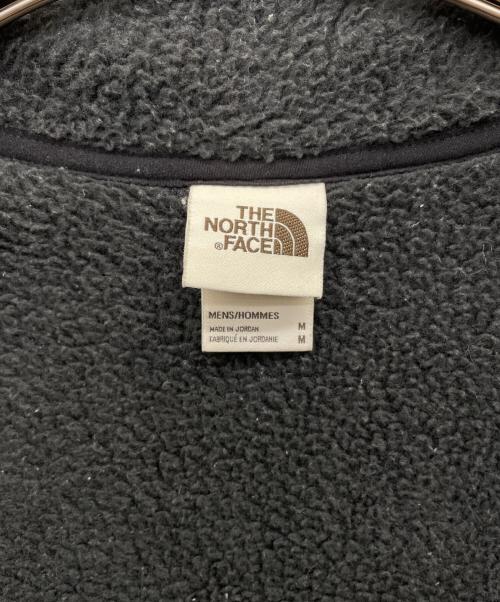 THE
NORTH
® FACE
MENS/HOMMES
MADE IN JORDAN M
FABRIQUÉ EN JORDANIE M